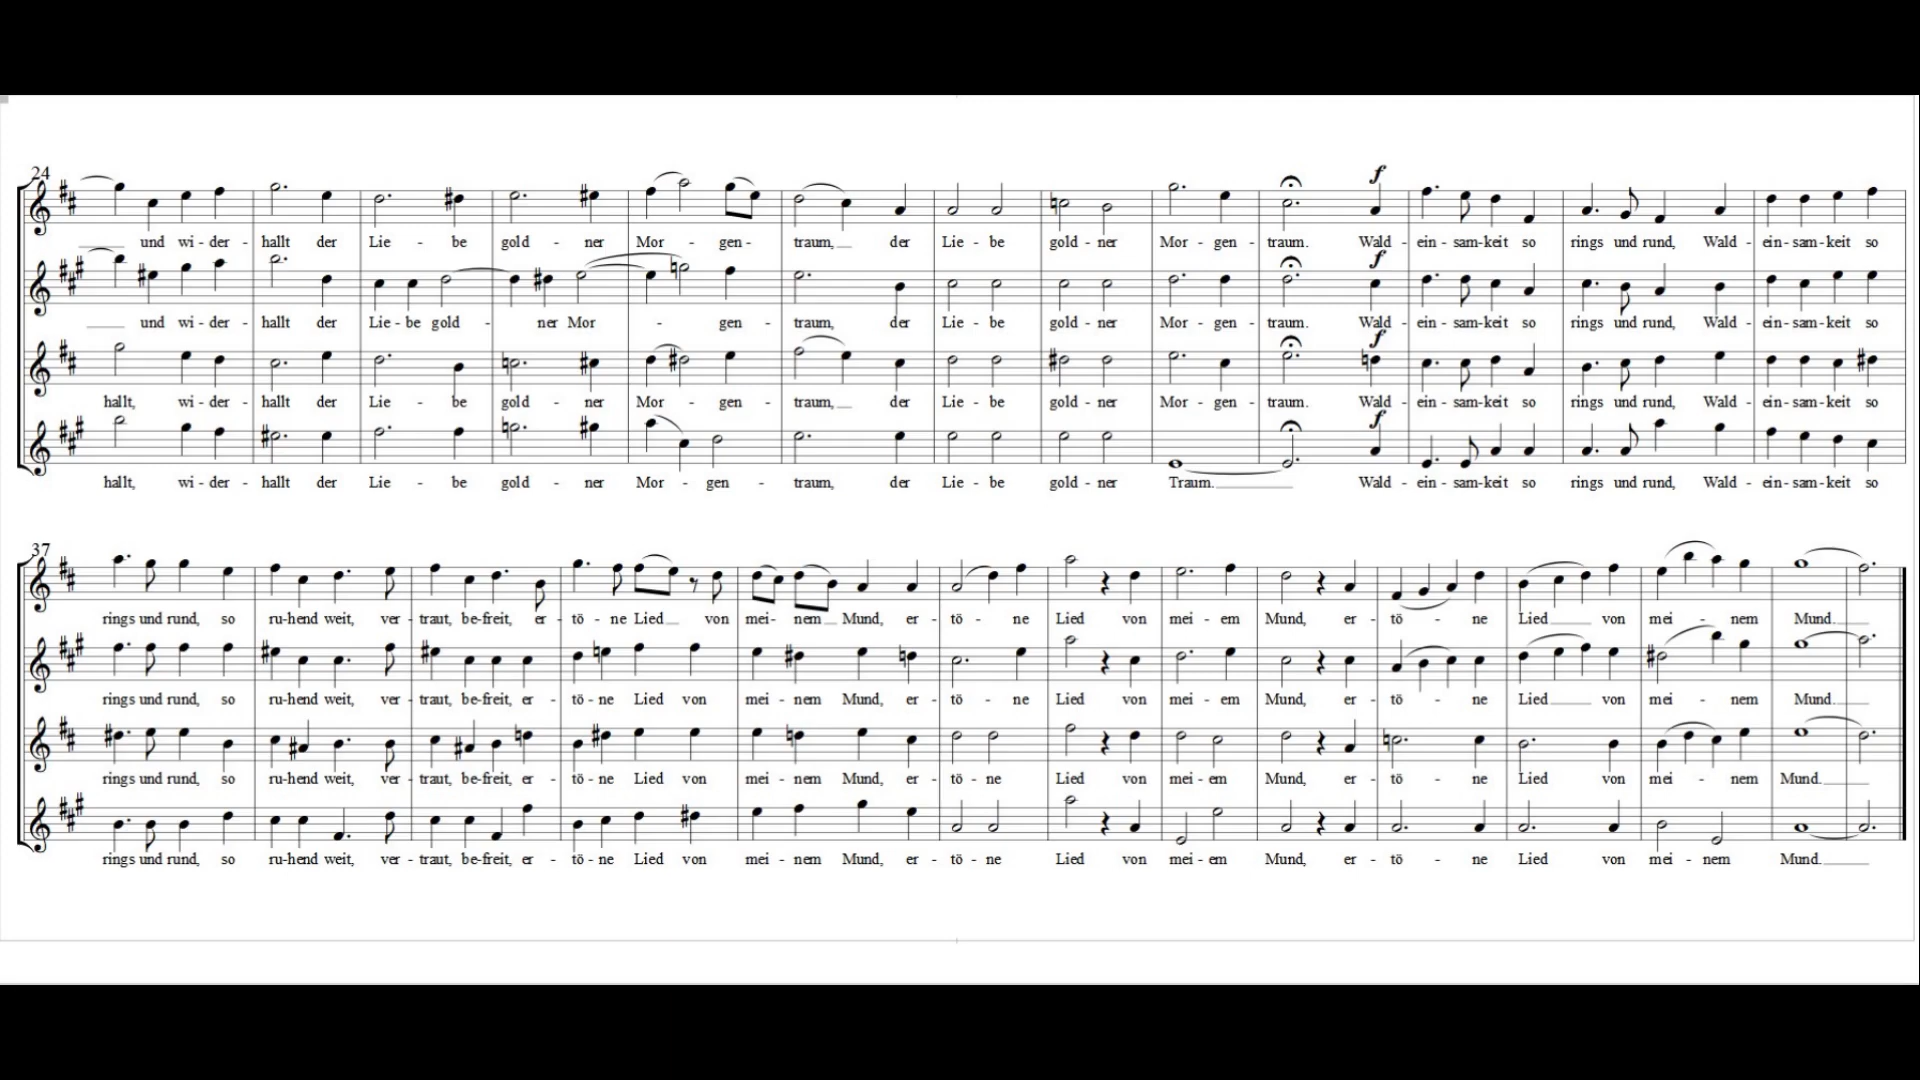 24
f
und wi - der - hallt der Lie - be gold - ner Mor - gen - traum, der Lie - be gold - ner Mor - gen - traum. Wald - ein - sam-keit so rings und rund, Wald - ein - sam - keit so
f
und wi - der - hallt der Lie - be gold - ner Mor - gen - traum, der Lie - be gold - ner Mor - gen - traum. Wald - ein - sam-keit so rings und rund, Wald - ein - sam - keit so
f
hallt, wi - der - hallt der Lie - be gold - ner Mor - gen - traum, der Lie - be gold - ner Mor - gen - traum. Wald - ein - sam-keit so rings und rund, Wald - ein - sam - keit so
f
hallt, wi - der - hallt der Lie - be gold - ner Mor - gen - traum, der Lie - be gold - ner Traum. Wald - ein - sam-keit so rings und rund, Wald - ein - sam - keit so
37
rings und rund, so ru-hend weit, ver - traut, be-freit, er - tö - ne Lied von mei - nem Mund, er - tö - ne Lied von mei - em Mund, er - tö - ne Lied von mei - nem Mund.
rings und rund, so ru-hend weit, ver - traut, be-freit, er - tö - ne Lied von mei - nem Mund, er - tö - ne Lied von mei - em Mund, er - tö - ne Lied von mei - nem Mund.
rings und rund, so ru-hend weit, ver - traut, be-freit, er - tö - ne Lied von mei - nem Mund, er - tö - ne Lied von mei - em Mund, er - tö - ne Lied von mei - nem Mund.
rings und rund, so ru-hend weit, ver - traut, be-freit, er - tö - ne Lied von mei - nem Mund, er - tö - ne Lied von mei - em Mund, er - tö - ne Lied von mei - nem Mund.